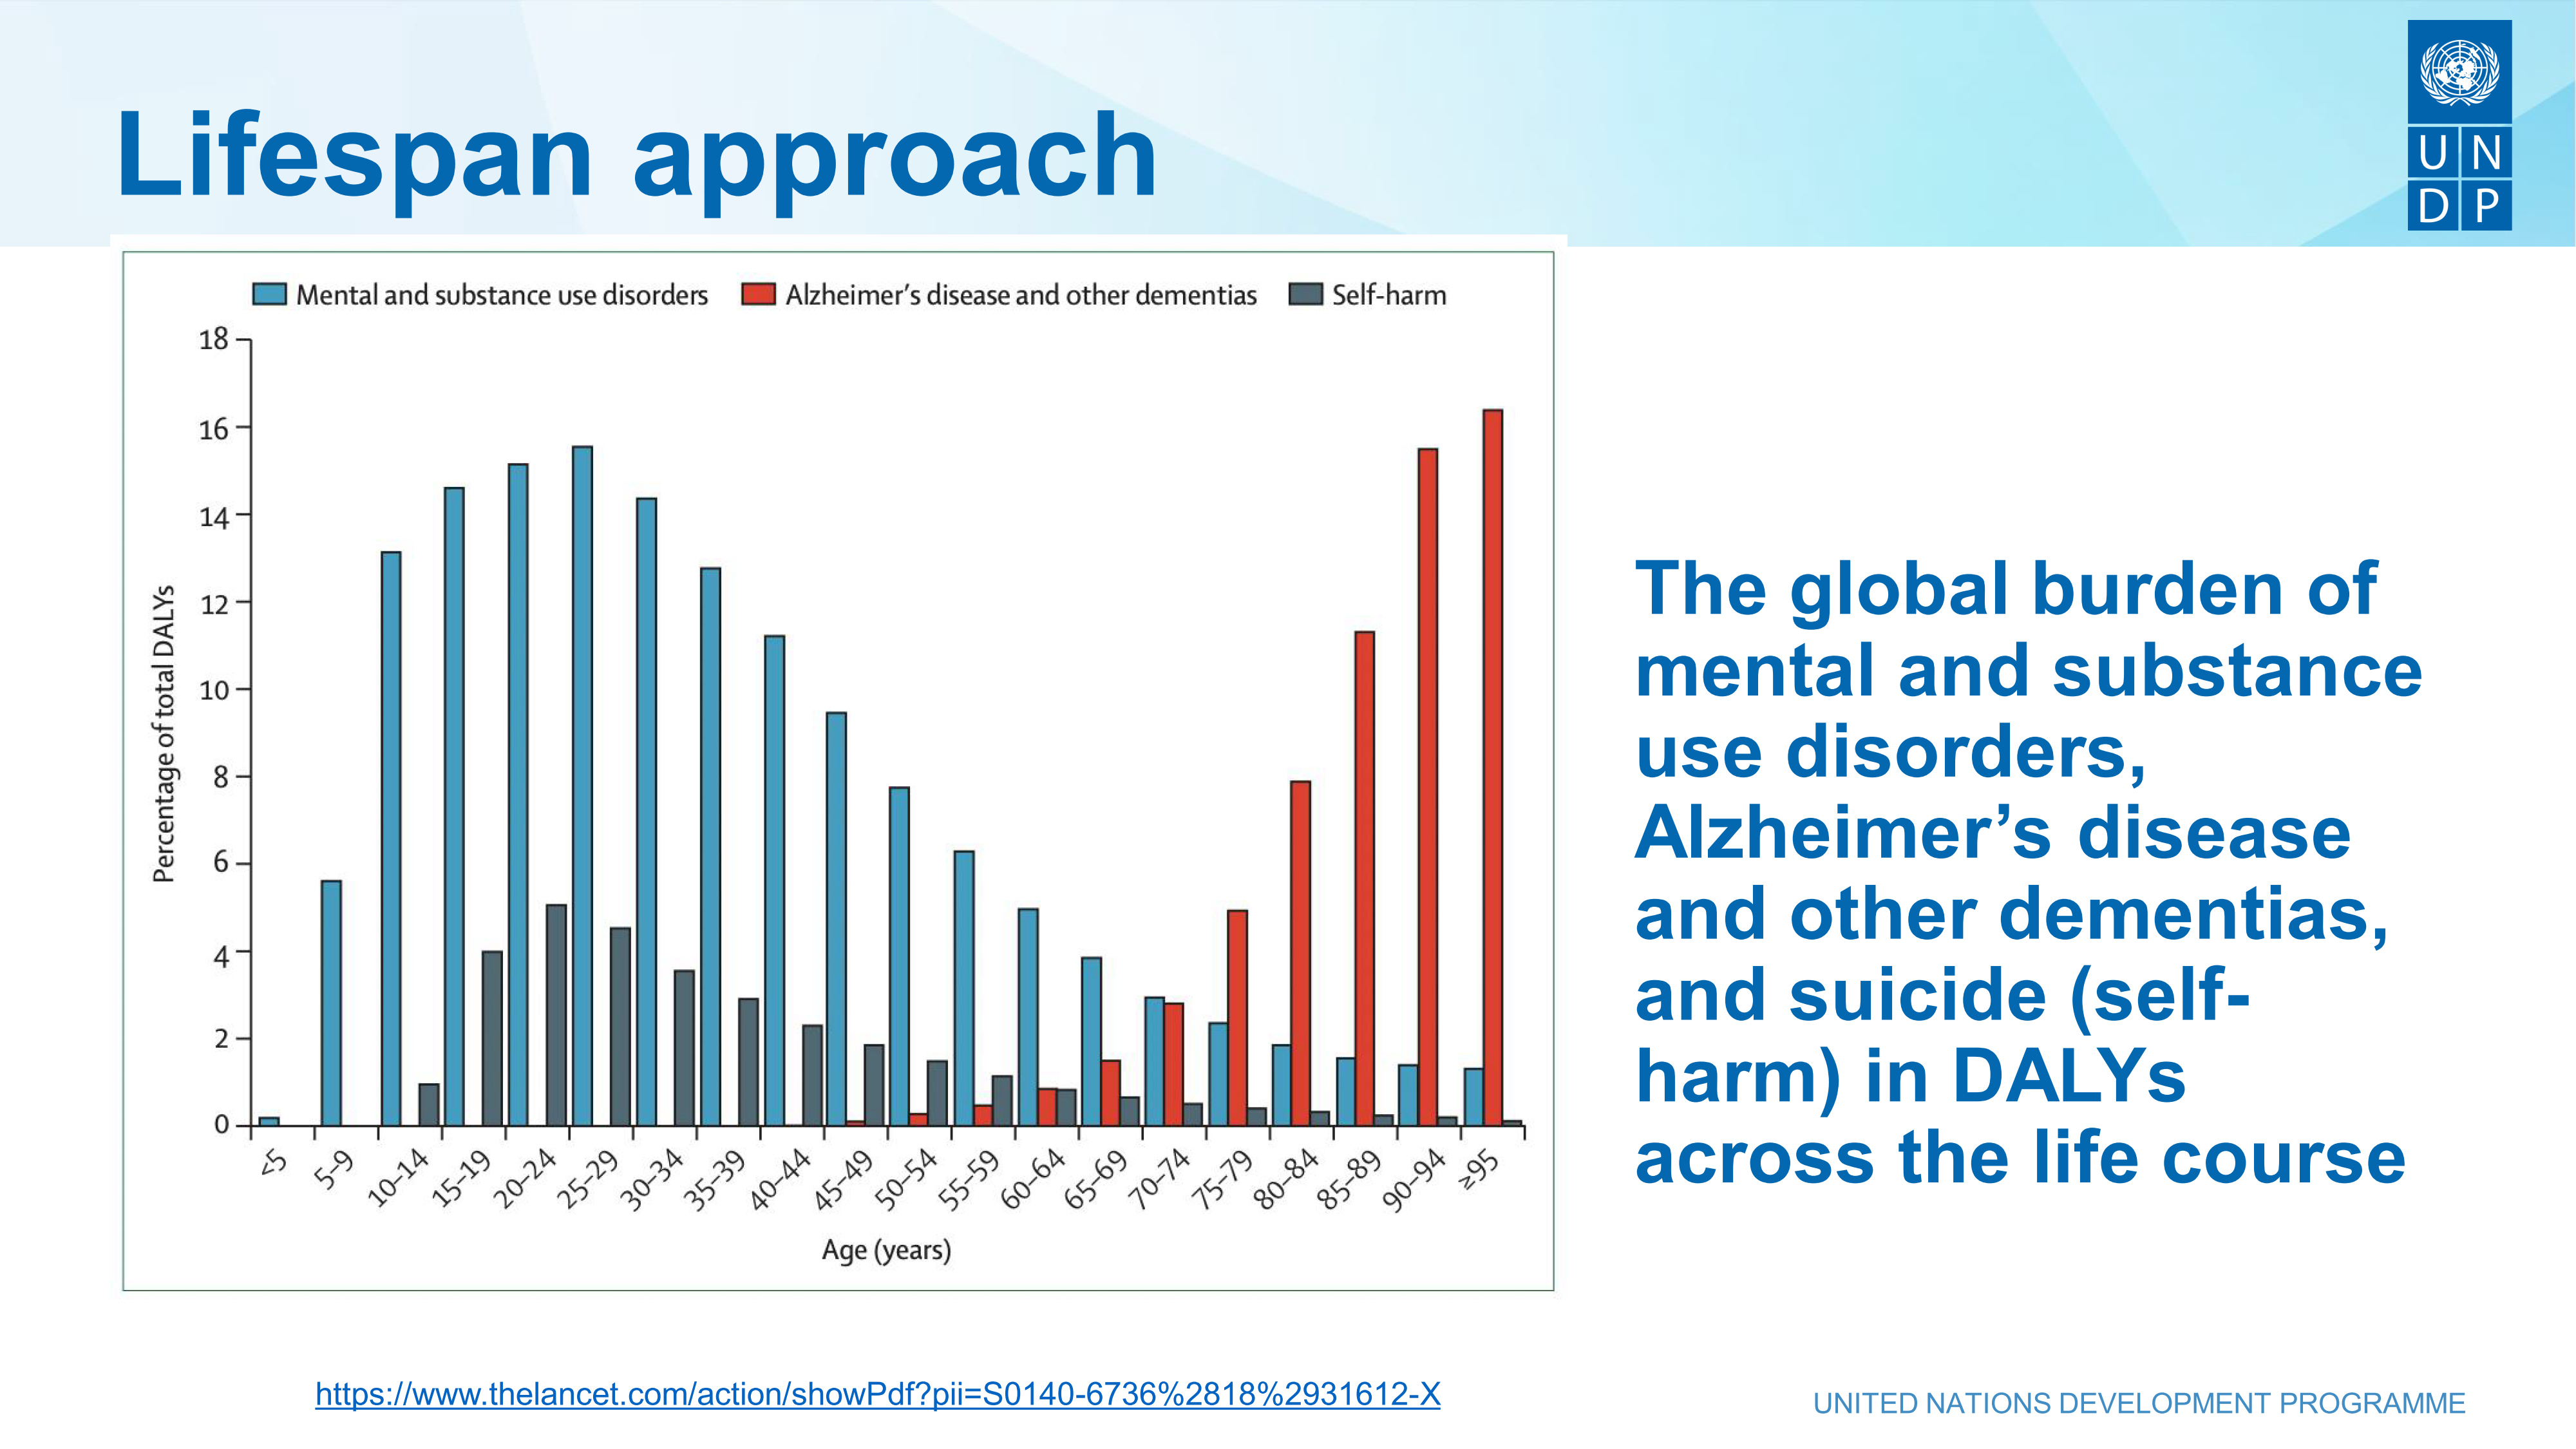 Lifespan approach
U N
D P
Mental and substance use disorders Alzheimer’s disease and other dementias Self-harm
18
16
14
12
10
8
6
4
2
0
Percentage of total DALYs
<5 5–9 10–14 15–19 20–24 25–29 30–34 35–39 40–44 45–49 50–54 55–59 60–64 65–69 70–74 75–79 80–84 85–89 90–94 ≥95
Age (years)
The global burden of
mental and substance
use disorders,
Alzheimer’s disease
and other dementias,
and suicide (self-
harm) in DALYs
across the life course
https://www.thelancet.com/action/showPdf?pii=S0140-6736%2818%2931612-X
UNITED NATIONS DEVELOPMENT PROGRAMME